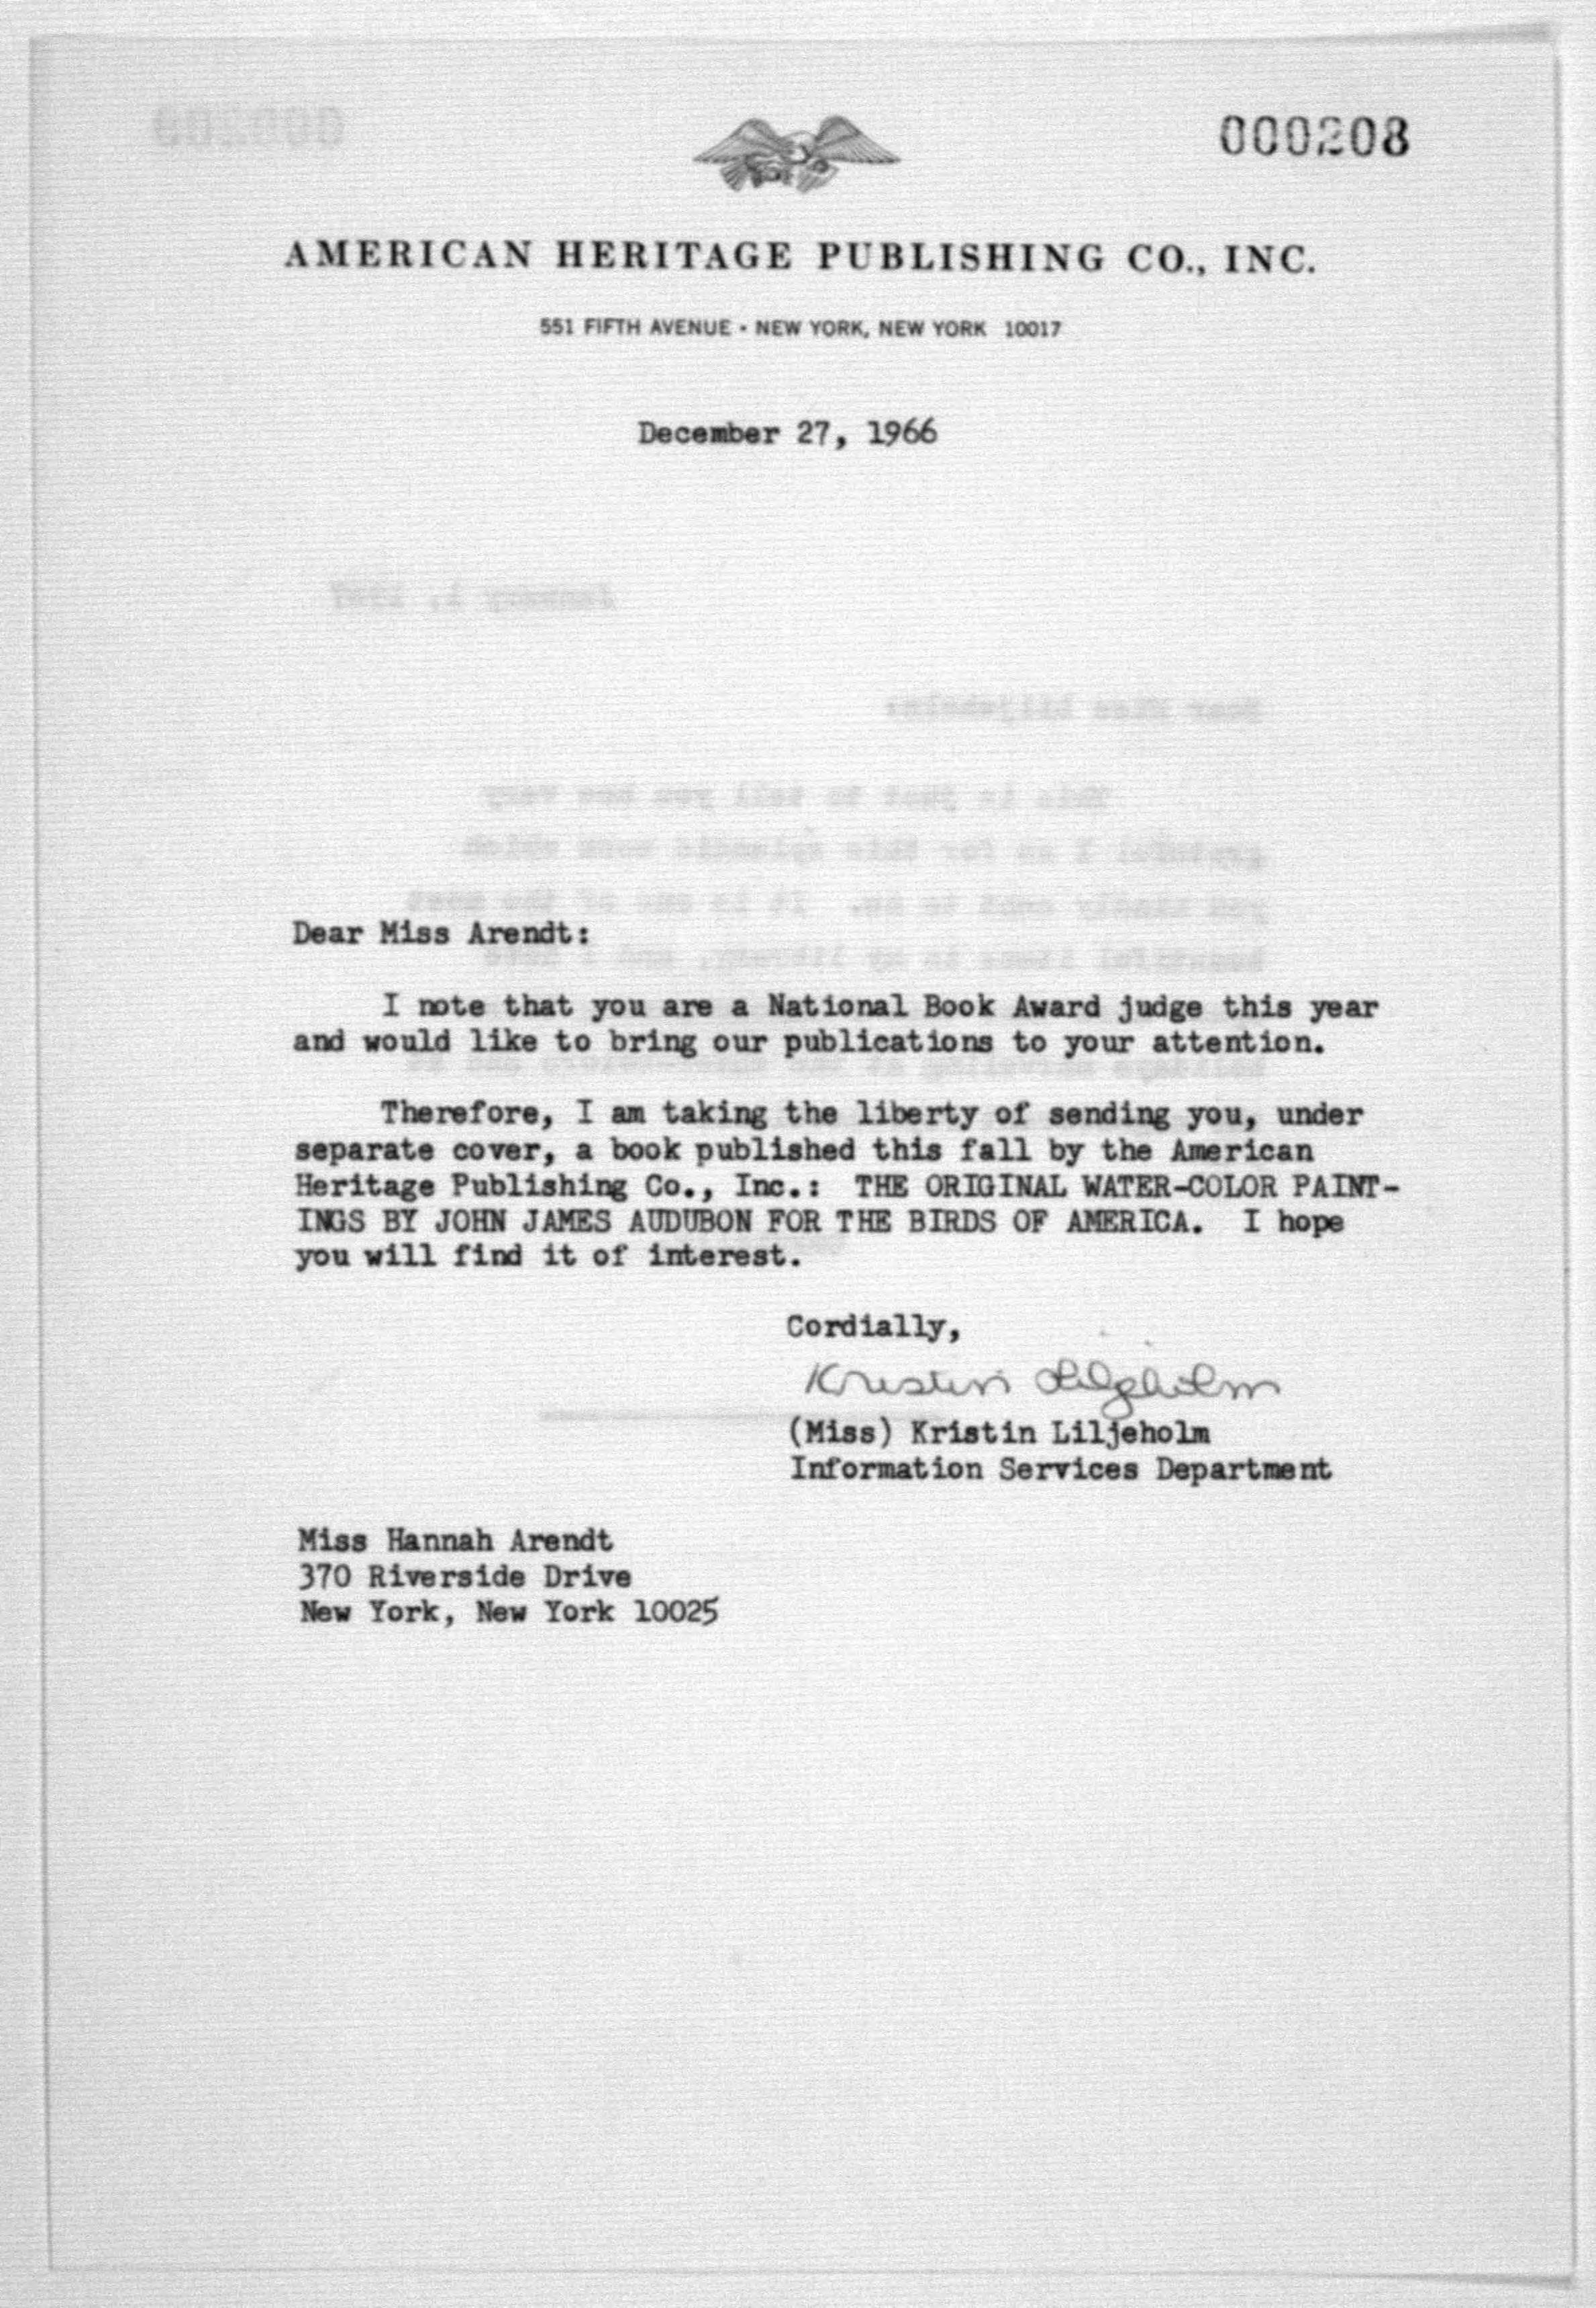 000208
AMERICAN HERITAGE PUBLISHING CO., INC.
551 FIFTH AVENUE • NEW YORK, NEW YORK 10017
December 27, 1966
Dear Miss Arendt:
I note that you are a National Book Award judge this year
and would like to bring our publications to your attention.
Therefore, I am taking the liberty of sending you, under
separate cover, a book published this fall by the American
Heritage Publishing Co., Inc.: THE ORIGINAL WATER-COLOR PAINT-
INGS BY JOHN JAMES AUDUBON FOR THE BIRDS OF AMERICA. I hope
you will find it of interest.
Cordially,
Kristin Liljeholm
(Miss) Kristin Liljeholm
Information Services Department
Miss Hannah Arendt
370 Riverside Drive
New York, New York 10025